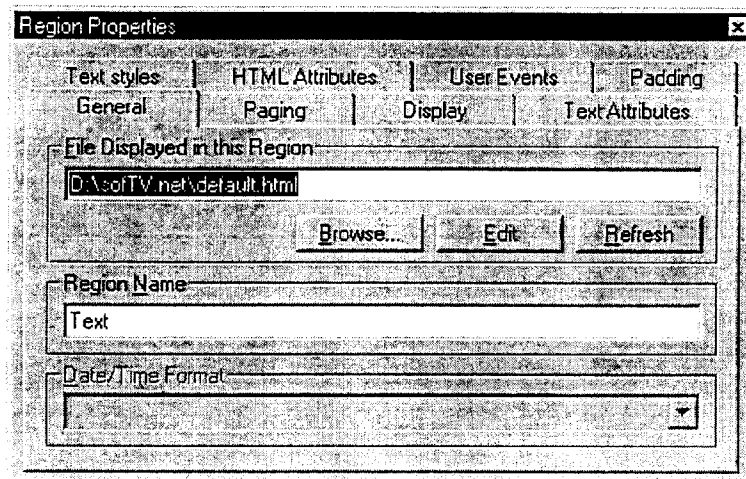 Region Properties
Text styles HTML Attributes User Events Padding
General Paging Display Text Attributes
File Displayed in this Region
D:\sofTV.net\default.html
Browse... Edit Refresh
Region Name
Text
Date/Time Format